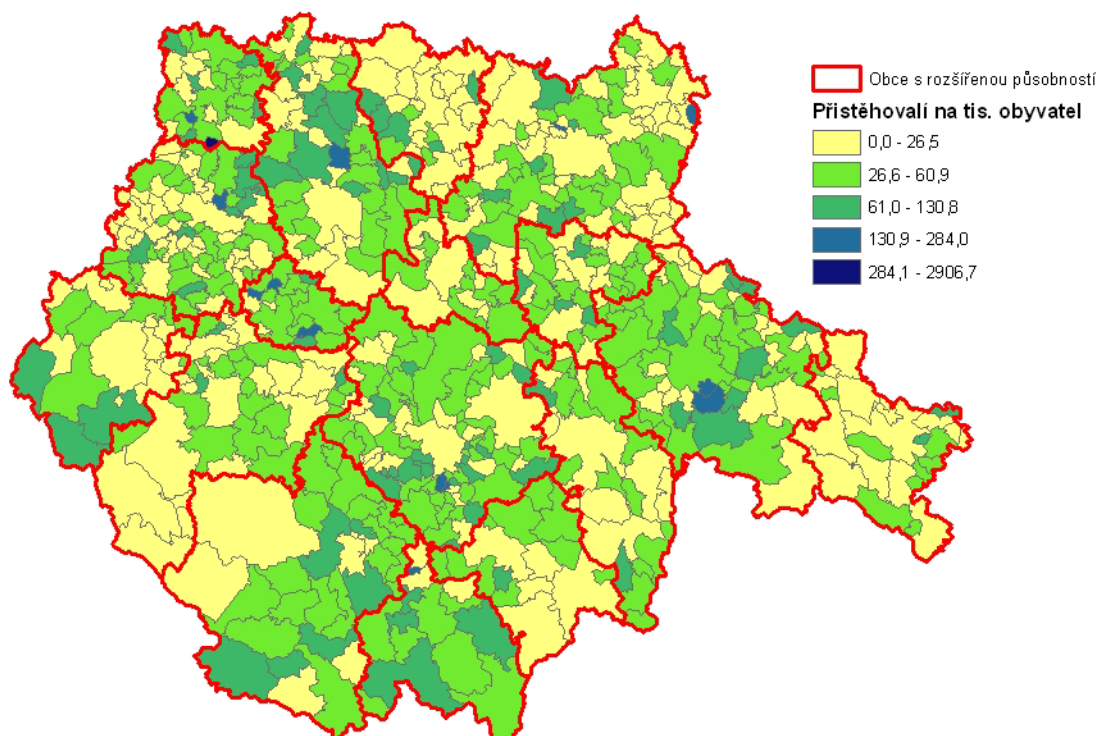 Obce s rozšířenou působností
Přistěhovalí na tis. obyvatel
0,0 - 26,5
26,6 - 60,9
61,0 - 130,8
130,9 - 284,0
284,1 - 2906,7